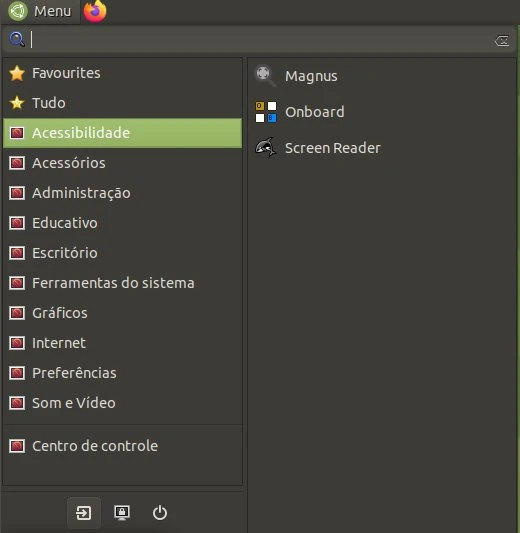 Menu
Favourites
Tudo
Acessibilidade
Acessórios
Administração
Educativo
Escritório
Ferramentas do sistema
Gráficos
Internet
Preferências
Som e Vídeo
Centro de controle
Magnus
Onboard
Screen Reader